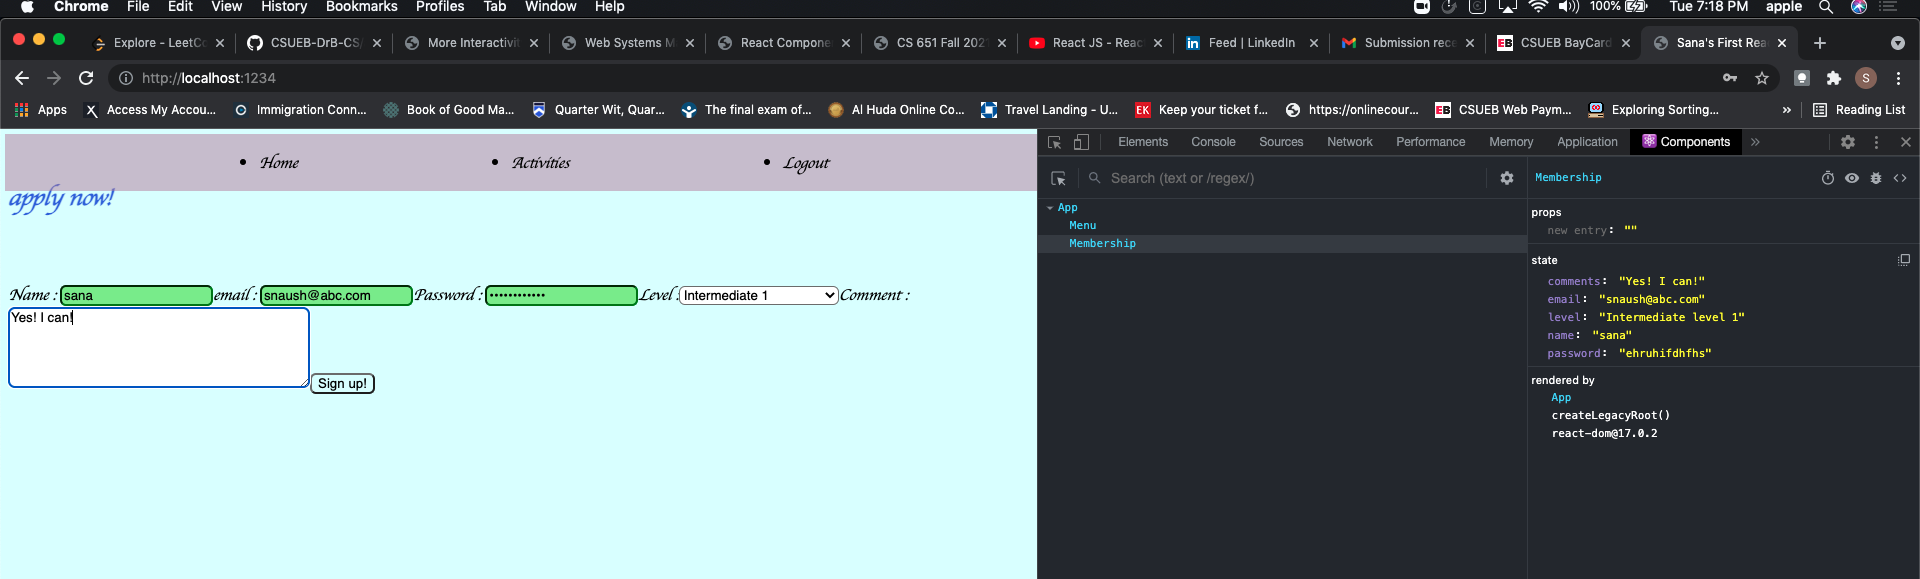 Chrome File Edit View History Bookmarks Profiles Tab Window Help 100% Tue 7:18 PM apple
Explore - LeetCo CSUEB-DrB-CS/ More Interactivit Web Systems M React Compone CS 651 Fall 2021 React JS - Reac Feed | LinkedIn Submission rece CSUEB BayCard Sana's First Rea
http://localhost:1234 S
Apps Access My Accou... Immigration Conn... Book of Good Ma... Quarter Wit, Quar... The final exam of... Al Huda Online Co... Travel Landing - U... Keep your ticket f... https://onlinecour... CSUEB Web Paym... Exploring Sorting... » Reading List
Home Activities Logout
apply now!
Name : sana email : snaush@abc.com Password : •••••••••••• Level : Intermediate 1 Comment :
Yes! I can!
Sign up!
Elements Console Sources Network Performance Memory Application Components »
Search (text or /regex/)
App
Menu
Membership
Membership
props
new entry: ""
state
comments: "Yes! I can!"
email: "snaush@abc.com"
level: "Intermediate level 1"
name: "sana"
password: "ehruhifdhfhs"
rendered by
App
createLegacyRoot()
react-dom@17.0.2